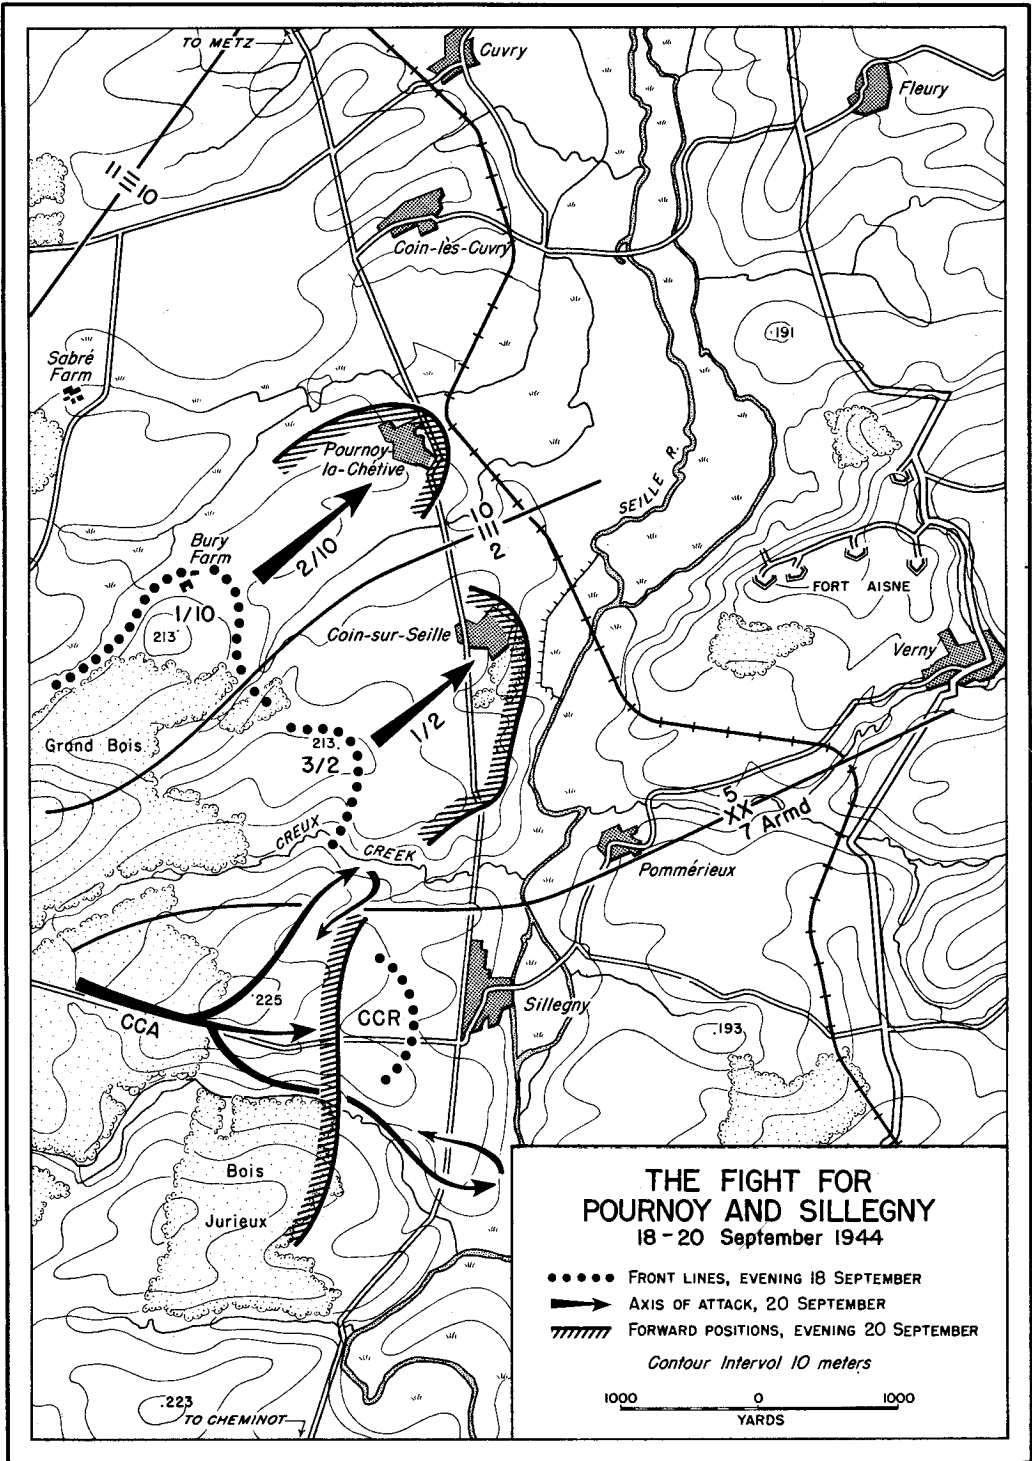 TO METZ
Cuvry
Fleury
11 10
Coin-lès-Cuvry
191
Sabré
Farm
Pournoy-
la-Chétive
SEILLE R.
10
2
2/10
Bury
Farm
1/10
213
FORT AISNE
Coin-sur-Seille
Verny
1/2
Grond Bois
213
3/2
CREUX
CREEK
5
XX
7 Armd
Pommérieux
225
CCR
CCA
Sillegny
193
Bois
Jurieux
223
TO CHEMINOT
THE FIGHT FOR
POURNOY AND SILLEGNY
18-20 September 1944
FRONT LINES, EVENING 18 SEPTEMBER
AXIS OF ATTACK, 20 SEPTEMBER
FORWARD POSITIONS, EVENING 20 SEPTEMBER
Contour Intervol 10 meters
1000 0 1000
YARDS